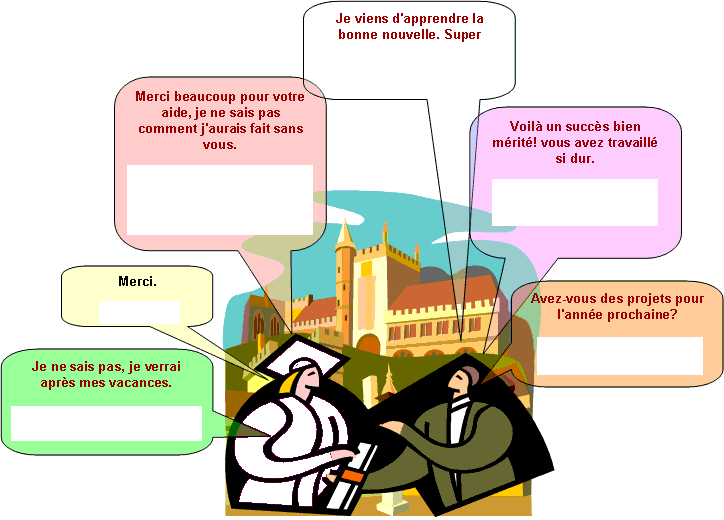 Je viens d'apprendre la
bonne nouvelle. Super
Merci beaucoup pour votre
aide, je ne sais pas
comment j'aurais fait sans
vous.
Voilà un succès bien
mérité! vous avez travaillé
si dur.
Merci.
Avez-vous des projets pour
l'année prochaine?
Je ne sais pas, je verrai
après mes vacances.